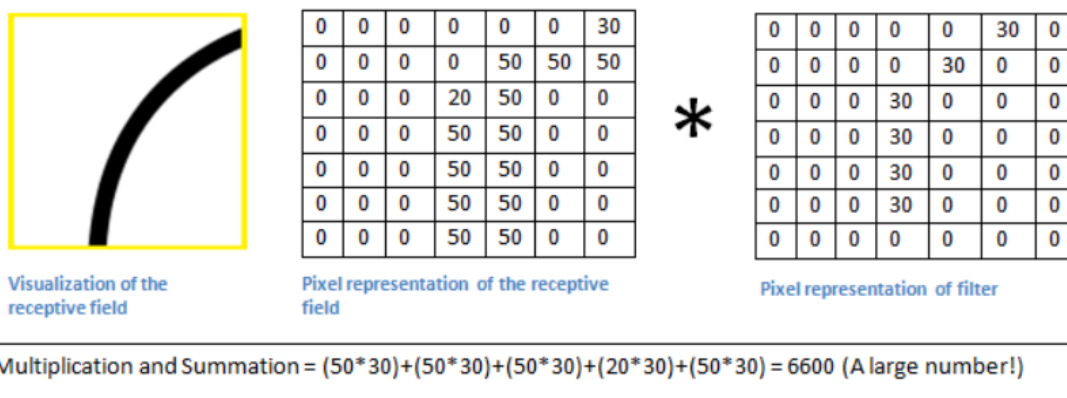 0 0 0 0 0 0 30
0 0 0 0 50 50 50
0 0 0 20 50 0 0
0 0 0 50 50 0 0
0 0 0 50 50 0 0
0 0 0 50 50 0 0
0 0 0 50 50 0 0
*
0 0 0 0 0 30 0
0 0 0 0 30 0 0
0 0 0 30 0 0 0
0 0 0 30 0 0 0
0 0 0 30 0 0 0
0 0 0 30 0 0 0
0 0 0 0 0 0 0
Visualization of the
receptive field
Pixel representation of the receptive
field
Pixel representation of filter
Multiplication and Summation = (50*30)+(50*30)+(50*30)+(20*30)+(50*30) = 6600 (A large number!)